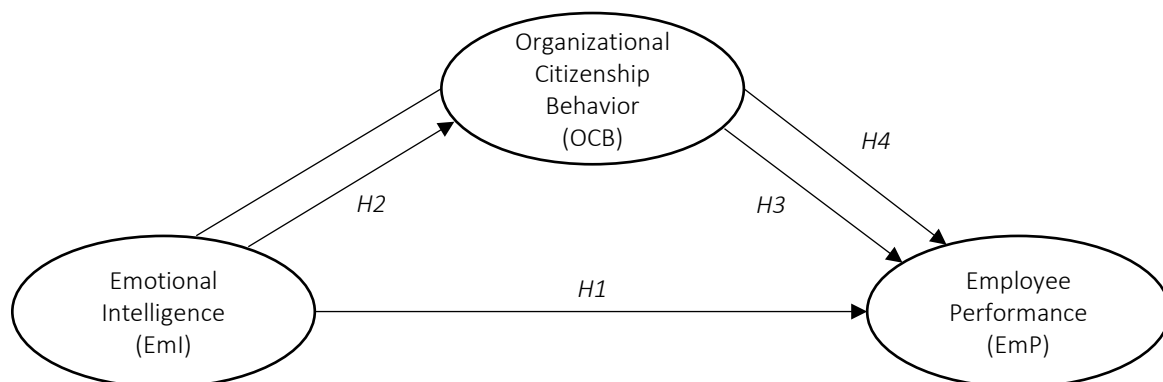 Organizational
Citizenship
Behavior
(OCB)
H4
H2
H3
Emotional
Intelligence
(EmI)
H1
Employee
Performance
(EmP)